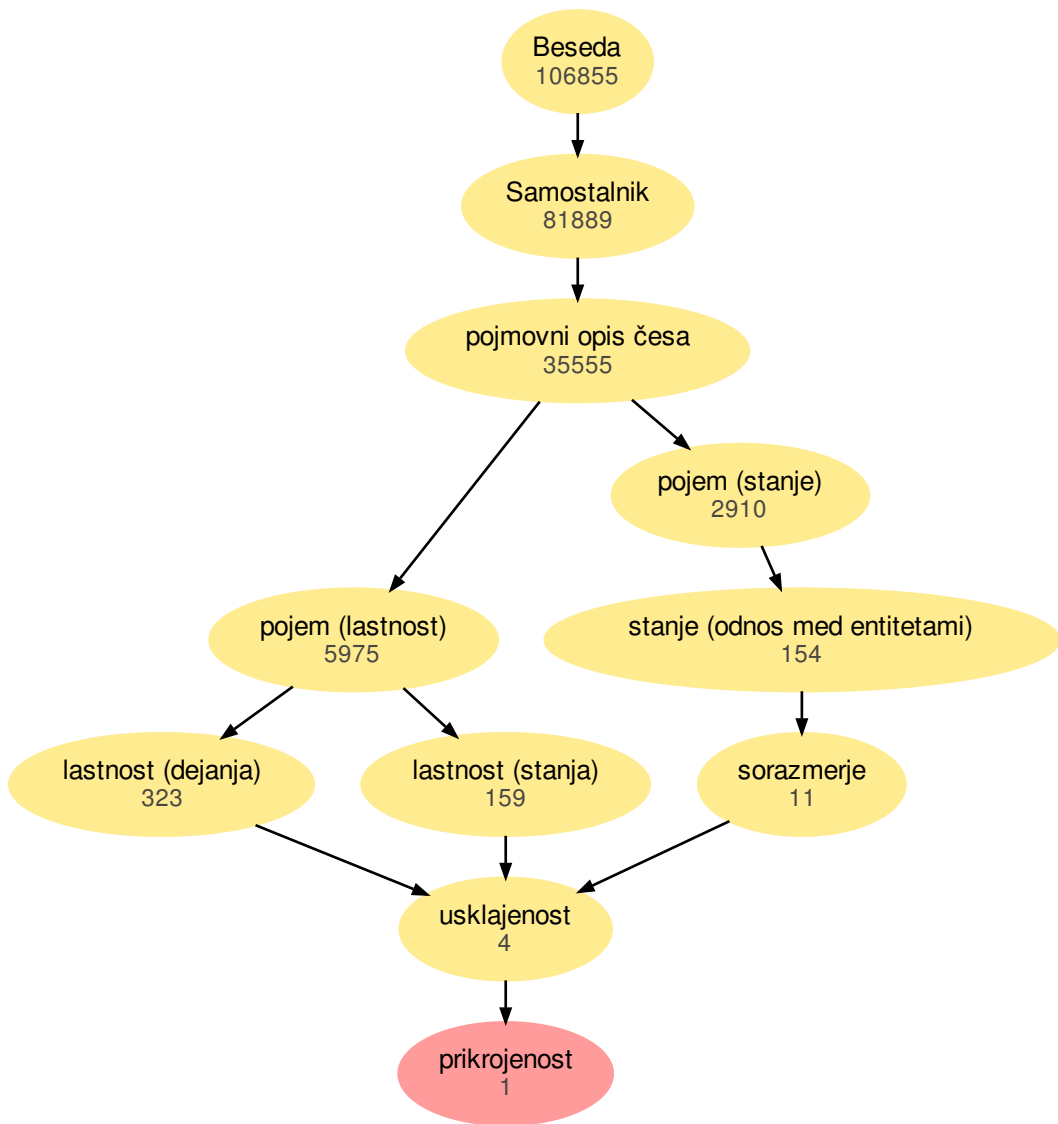 Beseda
106855
Samostalnik
81889
pojmovni opis česa
35555
pojem (stanje)
2910
pojem (lastnost)
5975
stanje (odnos med entitetami)
154
lastnost (dejanja)
323
lastnost (stanja)
159
sorazmerje
11
usklajenost
4
prikrojenost
1